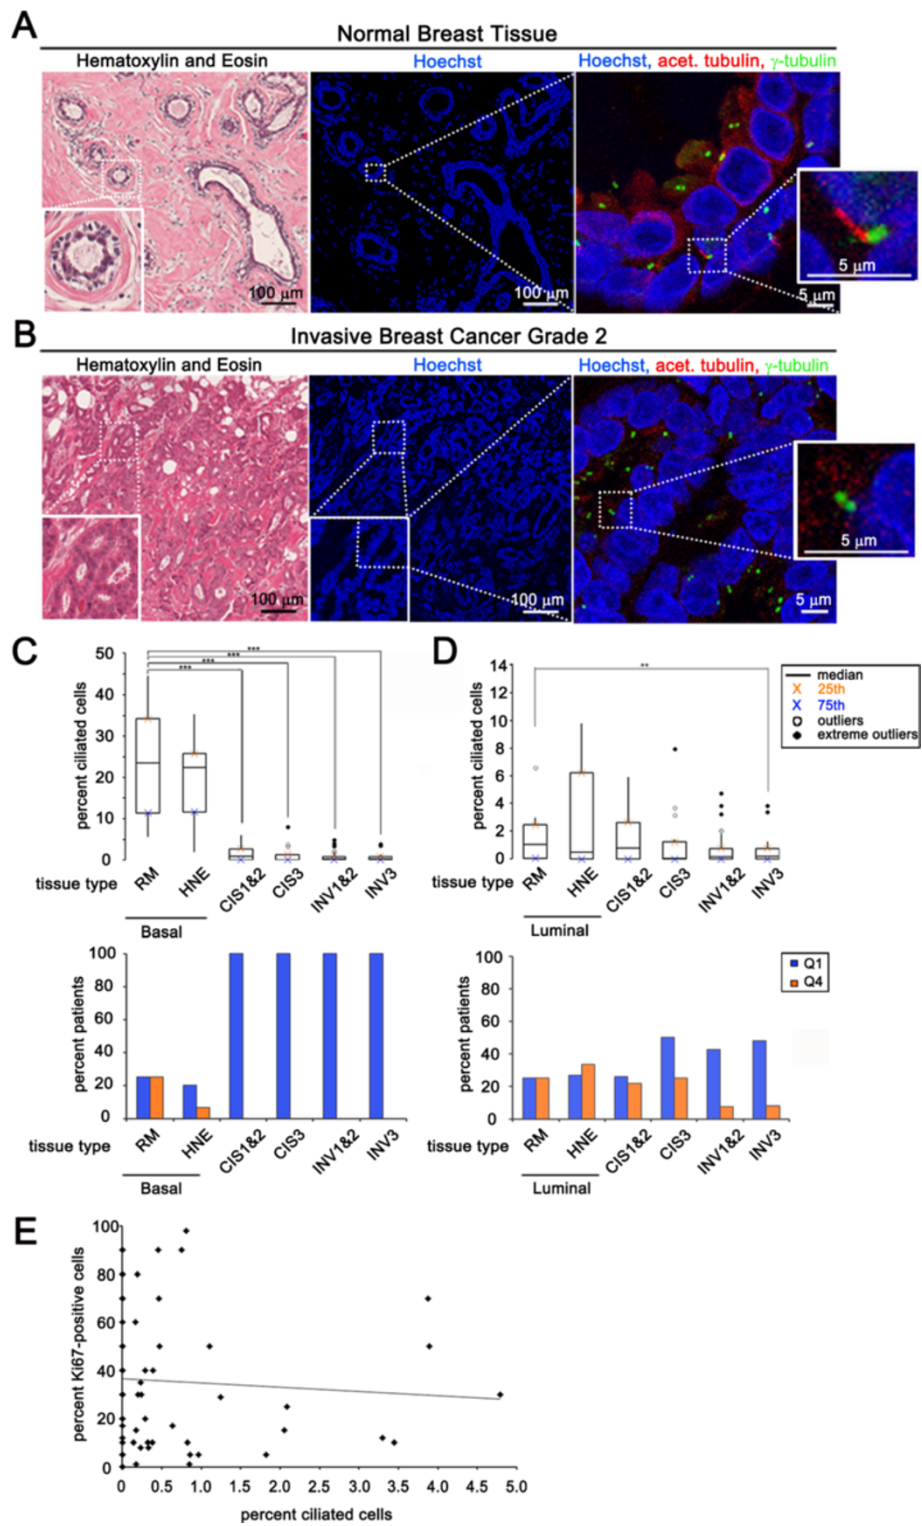 A
Normal Breast Tissue
Hematoxylin and Eosin
Hoechst
Hoechst, acet. tubulin, γ-tubulin
5 μm
100 μm
100 μm
5 μm
B
Invasive Breast Cancer Grade 2
Hematoxylin and Eosin
Hoechst
Hoechst, acet. tubulin, γ-tubulin
5 μm
100 μm
100 μm
5 μm
C
percent ciliated cells
50
40
30
20
10
0
***
***
***
***
tissue type
RM
HNE
CIS1&2
CIS3
INV1&2
INV3
Basal
D
percent ciliated cells
14
12
10
8
6
4
2
0
**
median
25th
75th
outliers
extreme outliers
tissue type
RM
HNE
CIS1&2
CIS3
INV1&2
INV3
Luminal
percent patients
100
80
60
40
20
0
tissue type
RM
HNE
CIS1&2
CIS3
INV1&2
INV3
Basal
percent patients
100
80
60
40
20
0
Q1
Q4
tissue type
RM
HNE
CIS1&2
CIS3
INV1&2
INV3
Luminal
E
percent Ki67-positive cells
100
80
60
40
20
0
0 0.5 1.0 1.5 2.0 2.5 3.0 3.5 4.0 4.5 5.0
percent ciliated cells